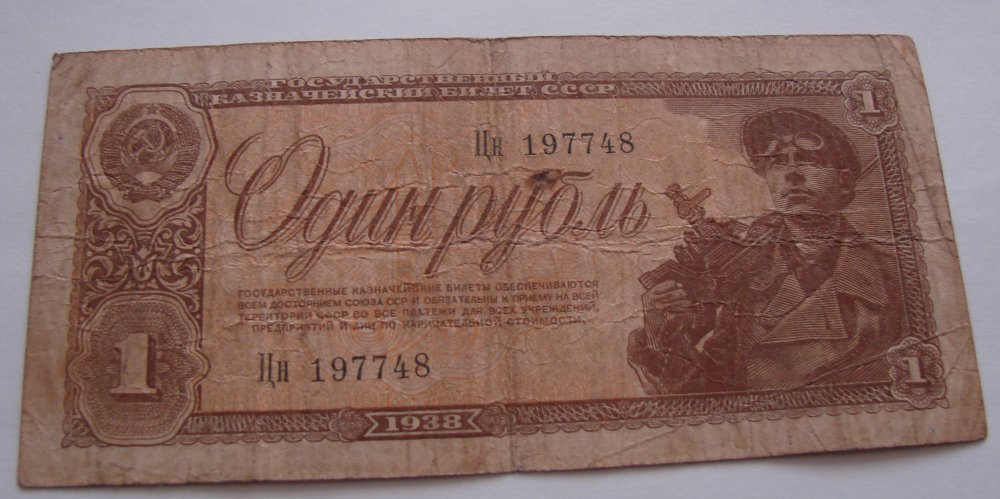 ГОСУДАРСТВЕННЫЙ
КАЗНАЧЕЙСКИЙ БИЛЕТ СССР
1
Цн 197748
Один рубль
ГОСУДАРСТВЕННЫЕ КАЗНАЧЕЙСКИЕ БИЛЕТЫ ОБЕСПЕЧИВАЮТСЯ
ВСЕМ ДОСТОЯНИЕМ СОЮЗА ССР И ОБЯЗАТЕЛЬНЫ К ПРИЕМУ НА ВСЕЙ
ТЕРРИТОРИИ СССР ВО ВСЕ ПЛАТЕЖИ ДЛЯ ВСЕХ УЧРЕЖДЕНИЙ,
ПРЕДПРИЯТИЙ И ЛИЦ ПО НАРИЦАТЕЛЬНОЙ СТОИМОСТИ.
1
Цн 197748
1
1938